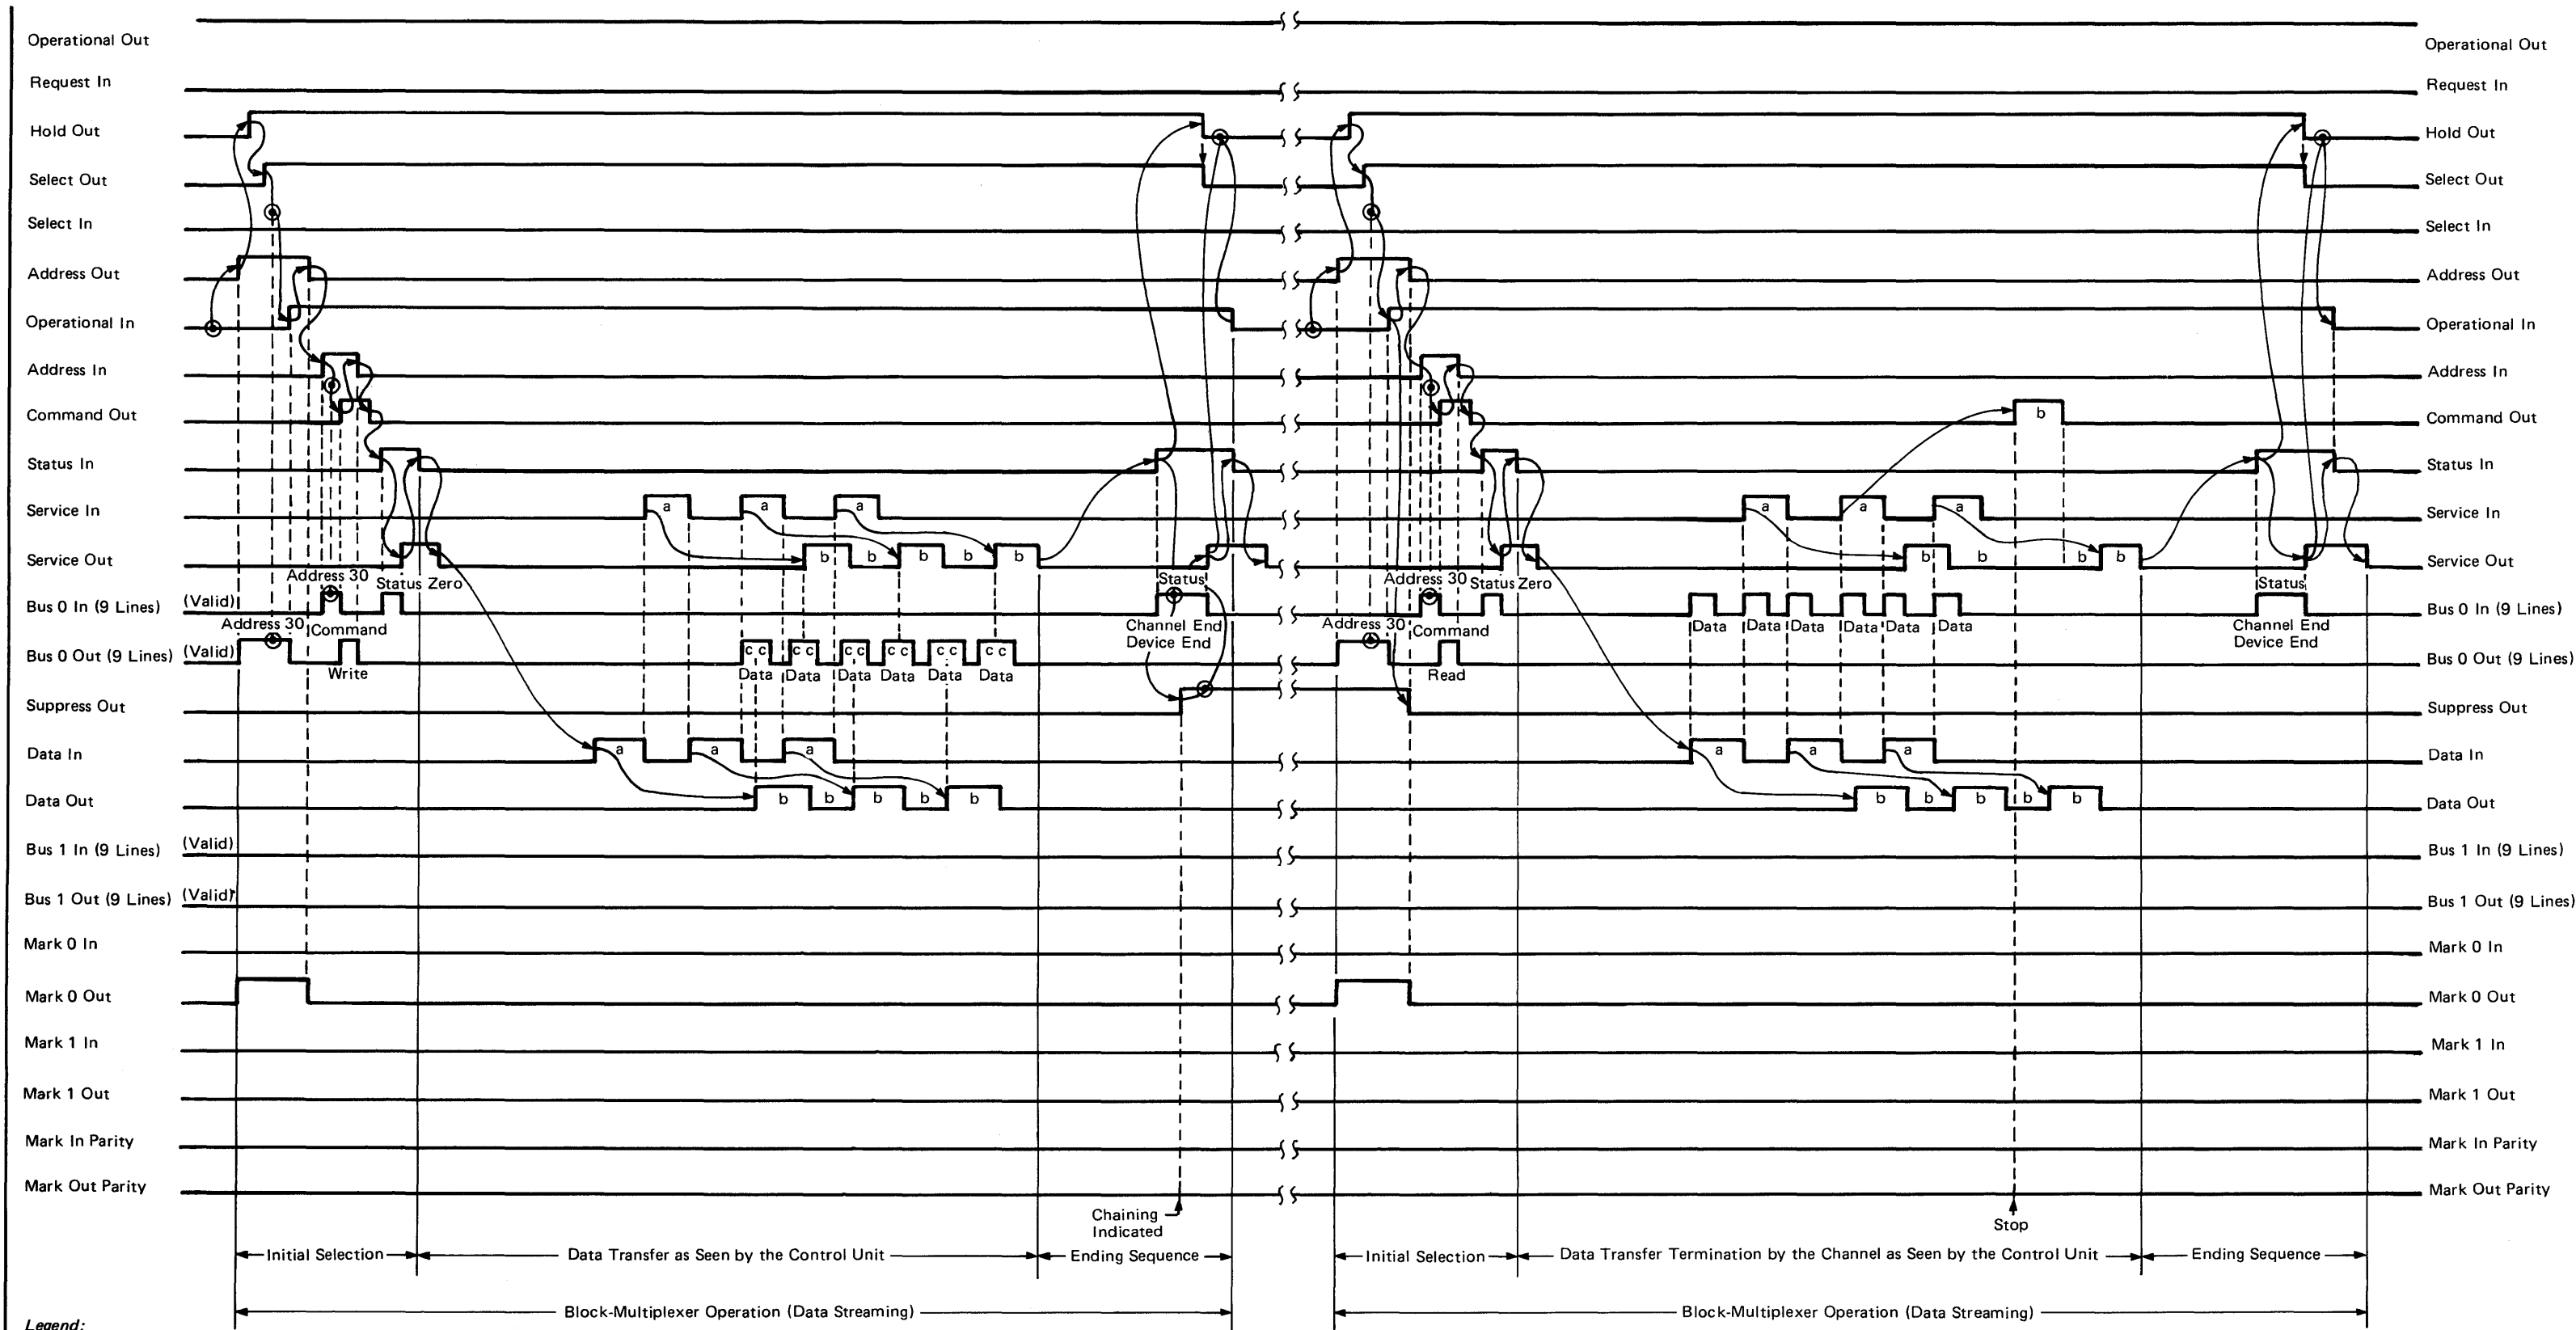 Operational Out Operational Out
Request In Request In
Hold Out Hold Out
Select Out Select Out
Select In Select In
Address Out Address Out
Operational In Operational In
Address In Address In
Command Out b Command Out
Status In Status In
Service In a a a a a a Service In
Service Out b b b b b b b b b Service Out
Address 30 Status Zero Status Address 30 Status Zero Status
Bus 0 In (9 Lines) (Valid) Bus 0 In (9 Lines)
Address 30 Command Channel End Address 30 Command Data Data Data Data Data Data Channel End
Device End Device End
Bus 0 Out (9 Lines) (Valid) c c c c c c c c c c c c Bus 0 Out (9 Lines)
Write Data Data Data Data Data Data Read
Suppress Out Suppress Out
Data In a a a a a a Data In
Data Out b b b b b b b b b b Data Out
Bus 1 In (9 Lines) (Valid) Bus 1 In (9 Lines)
Bus 1 Out (9 Lines) (Valid) Bus 1 Out (9 Lines)
Mark 0 In Mark 0 In
Mark 0 Out Mark 0 Out
Mark 1 In Mark 1 In
Mark 1 Out Mark 1 Out
Mark In Parity Mark In Parity
Mark Out Parity Mark Out Parity
Chaining Stop
Indicated
Initial Selection Data Transfer as Seen by the Control Unit Ending Sequence Initial Selection Data Transfer Termination by the Channel as Seen by the Control Unit Ending Sequence
Block-Multiplexer Operation (Data Streaming) Block-Multiplexer Operation (Data Streaming)
Legend: